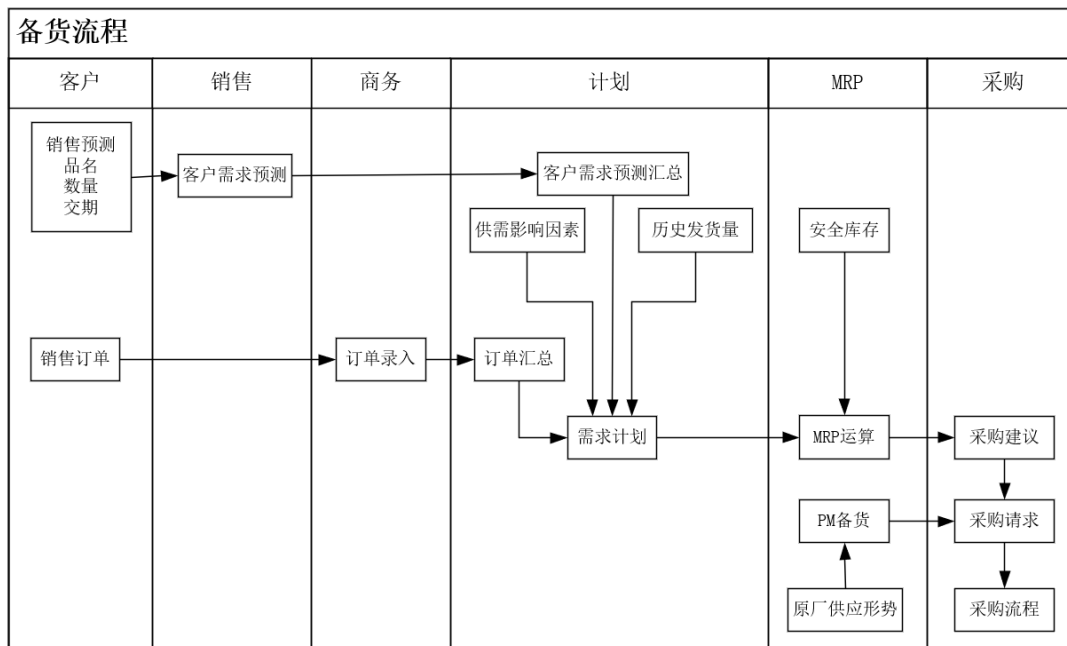 备货流程
客户
销售
商务
计划
MRP
采购
销售预测
品名
数量
交期
客户需求预测
客户需求预测汇总
供需影响因素
历史发货量
安全库存
销售订单
订单录入
订单汇总
需求计划
MRP运算
采购建议
PM备货
采购请求
原厂供应形势
采购流程